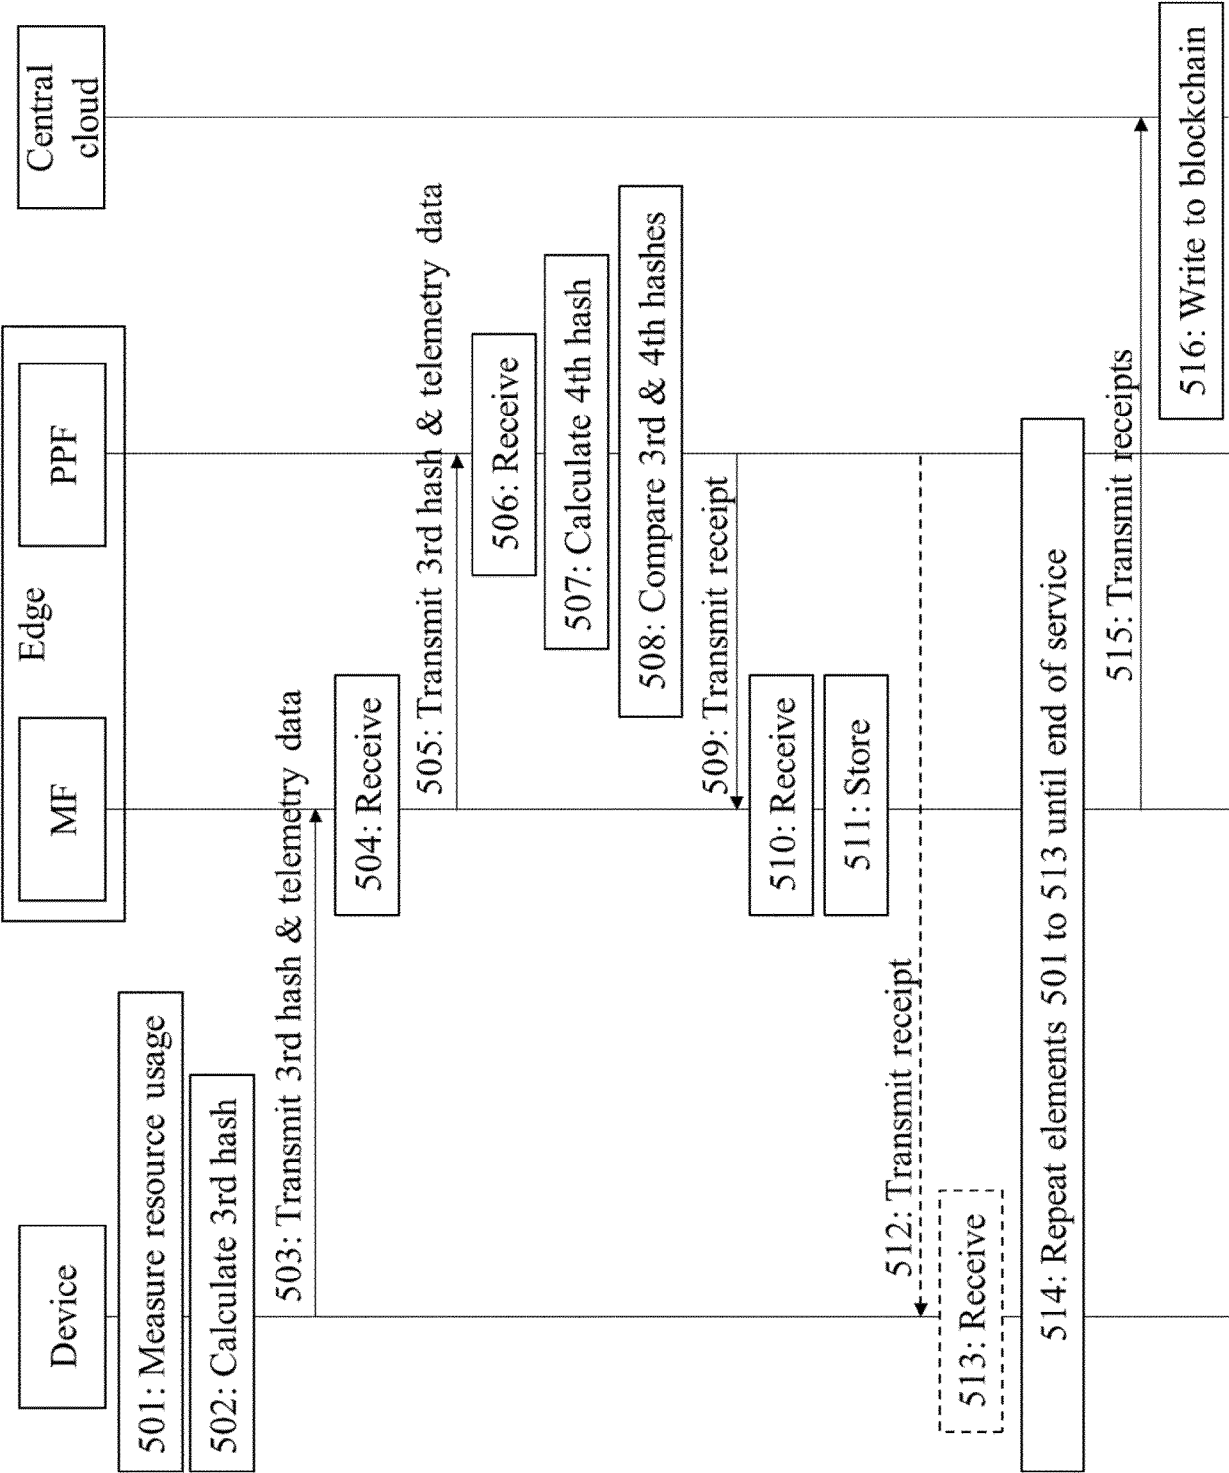 Device
Edge
MF
PPF
Central
cloud
501: Measure resource usage
502: Calculate 3rd hash
503: Transmit 3rd hash & telemetry data
504: Receive
505: Transmit 3rd hash & telemetry data
506: Receive
507: Calculate 4th hash
508: Compare 3rd & 4th hashes
509: Transmit receipt
510: Receive
511: Store
512: Transmit receipt
513: Receive
514: Repeat elements 501 to 513 until end of service
515: Transmit receipts
516: Write to blockchain